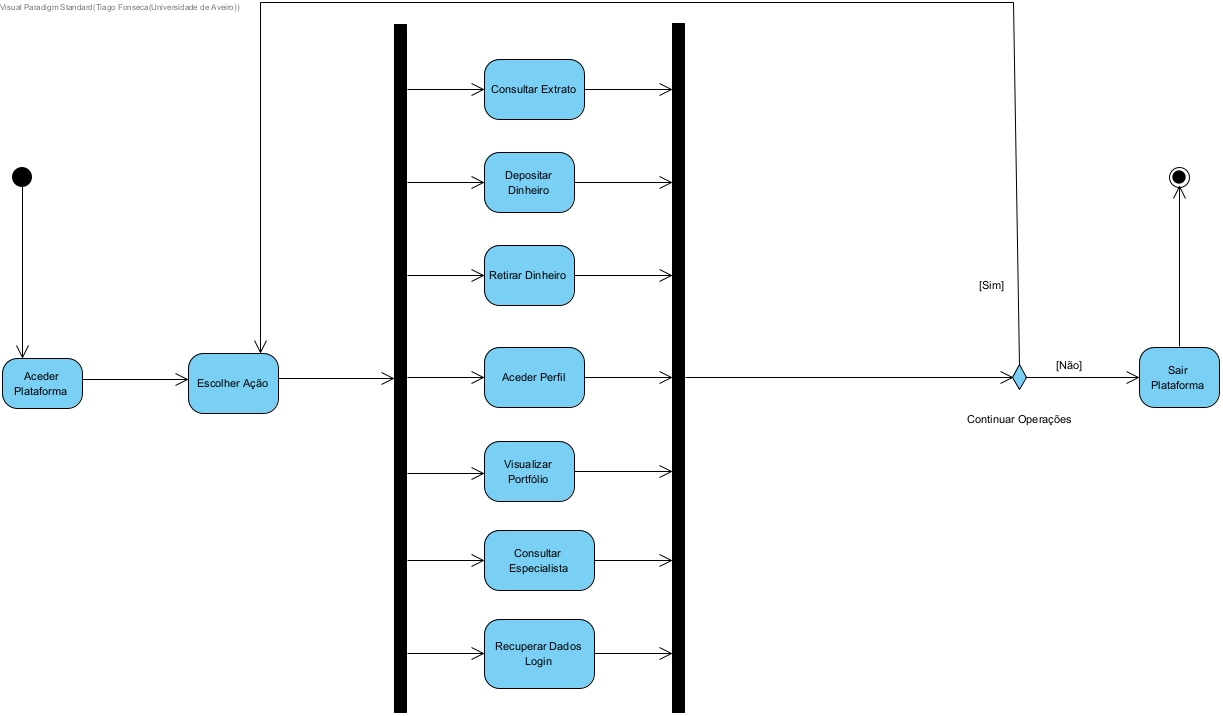 Visual Paradigm Standard(Tiago Fonseca(Universidade de Aveiro))
Consultar Extrato
Depositar
Dinheiro
Retirar Dinheiro
[Sim]
Aceder
Plataforma
Escolher Ação
Aceder Perfil
[Não]
Sair
Plataforma
Continuar Operações
Visualizar
Portfólio
Consultar
Especialista
Recuperar Dados
Login